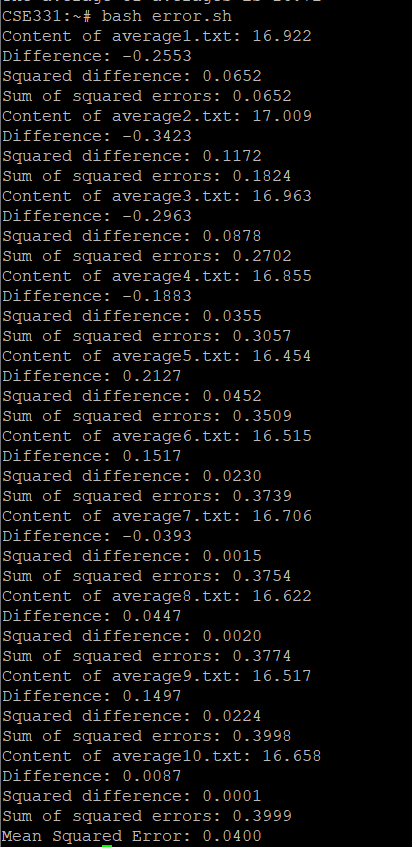 CSE331:~# bash error.sh
Content of average1.txt: 16.922
Difference: -0.2553
Squared difference: 0.0652
Sum of squared errors: 0.0652
Content of average2.txt: 17.009
Difference: -0.3423
Squared difference: 0.1172
Sum of squared errors: 0.1824
Content of average3.txt: 16.963
Difference: -0.2963
Squared difference: 0.0878
Sum of squared errors: 0.2702
Content of average4.txt: 16.855
Difference: -0.1883
Squared difference: 0.0355
Sum of squared errors: 0.3057
Content of average5.txt: 16.454
Difference: 0.2127
Squared difference: 0.0452
Sum of squared errors: 0.3509
Content of average6.txt: 16.515
Difference: 0.1517
Squared difference: 0.0230
Sum of squared errors: 0.3739
Content of average7.txt: 16.706
Difference: -0.0393
Squared difference: 0.0015
Sum of squared errors: 0.3754
Content of average8.txt: 16.622
Difference: 0.0447
Squared difference: 0.0020
Sum of squared errors: 0.3774
Content of average9.txt: 16.517
Difference: 0.1497
Squared difference: 0.0224
Sum of squared errors: 0.3998
Content of average10.txt: 16.658
Difference: 0.0087
Squared difference: 0.0001
Sum of squared errors: 0.3999
Mean Squared Error: 0.0400